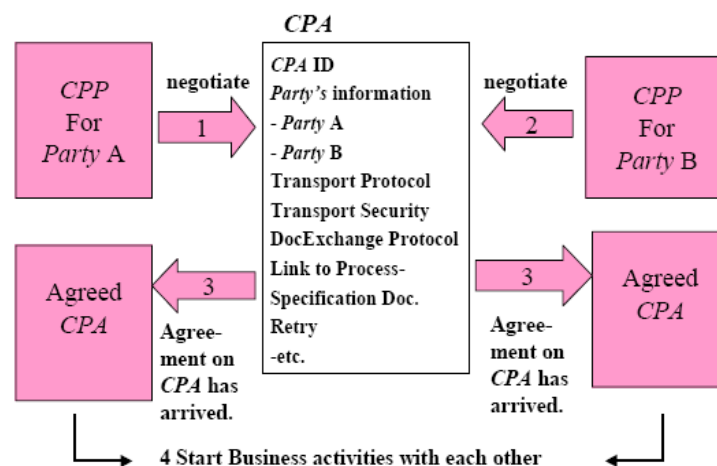 CPA
CPP
For
Party A
negotiate
1
CPA ID
Party's information
- Party A
- Party B
Transport Protocol
Transport Security
DocExchange Protocol
Link to Process-
Specification Doc.
Retry
-etc.
negotiate
2
CPP
For
Party B
Agreed
CPA
3
Agree-
ment on
CPA has
arrived.
3
Agree-
ment on
CPA has
arrived.
Agreed
CPA
4 Start Business activities with each other